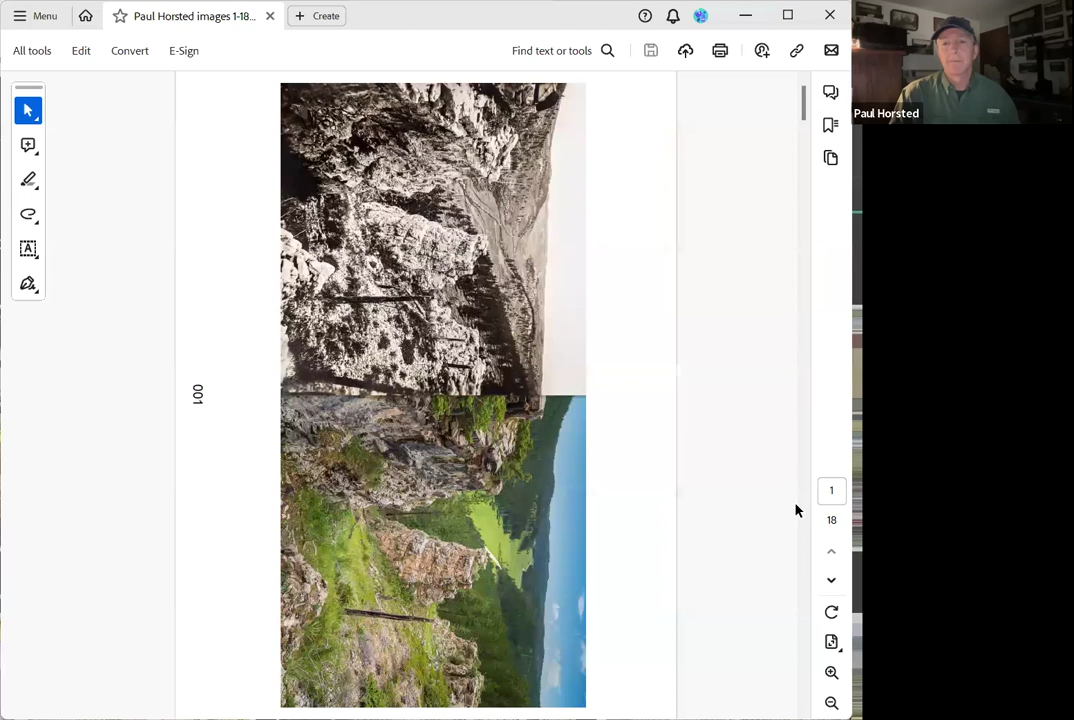 Menu
Paul Horsted images 1-18...
Create
All tools
Edit
Convert
E-Sign
Find text or tools
Paul Horsted
A
001
1
18